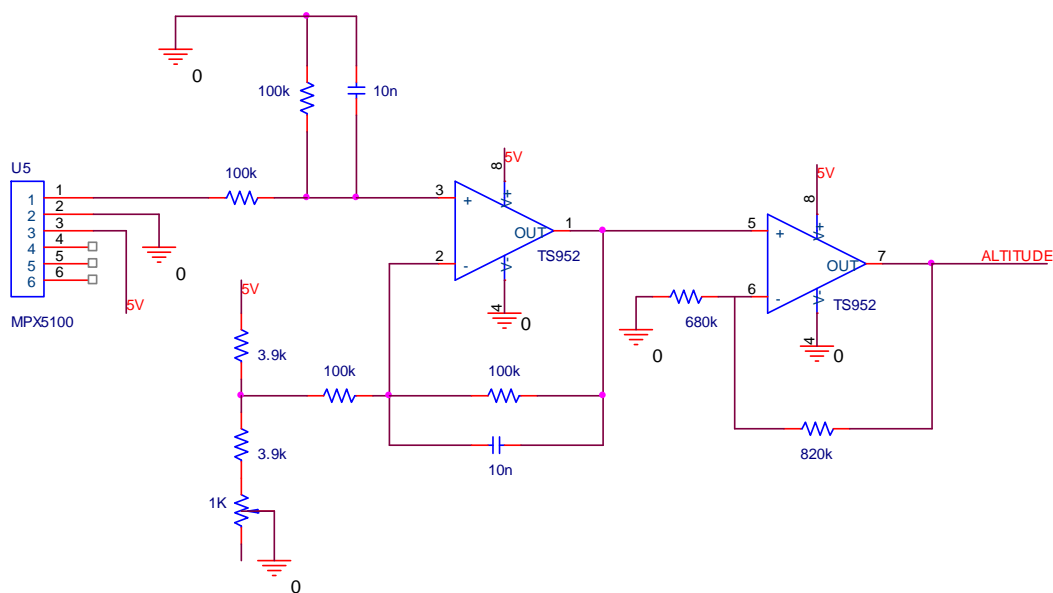 0
100k
10n
U5
1 1
2 2
3 3
4 4
5 5
6 6
MPX5100
0
5V
100k
3 +
2 -
8
5V
V+
OUT
1
TS952
V-
4
0
5V
3.9k
3.9k
1K
0
100k
100k
10n
5 +
6 -
8
5V
V+
OUT
7
TS952
V-
4
0
680k
0
820k
ALTITUDE